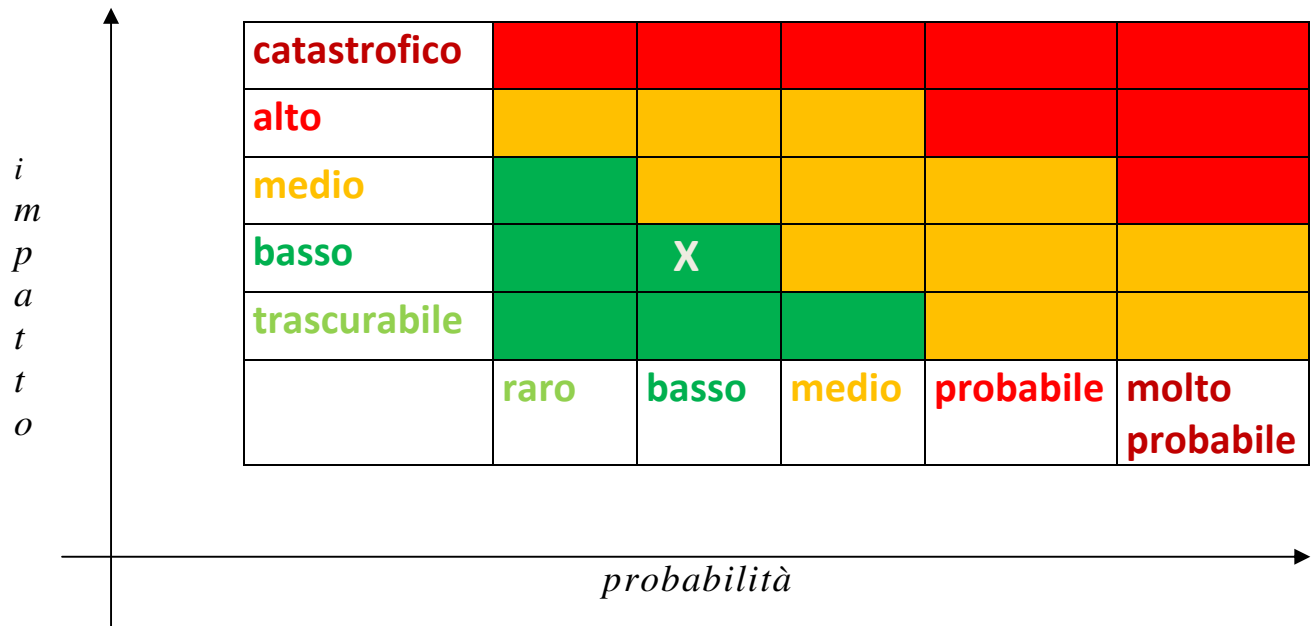 impatto
catastrofico
alto
medio
basso X
trascurabile
raro basso medio probabile molto
probabile
probabilità